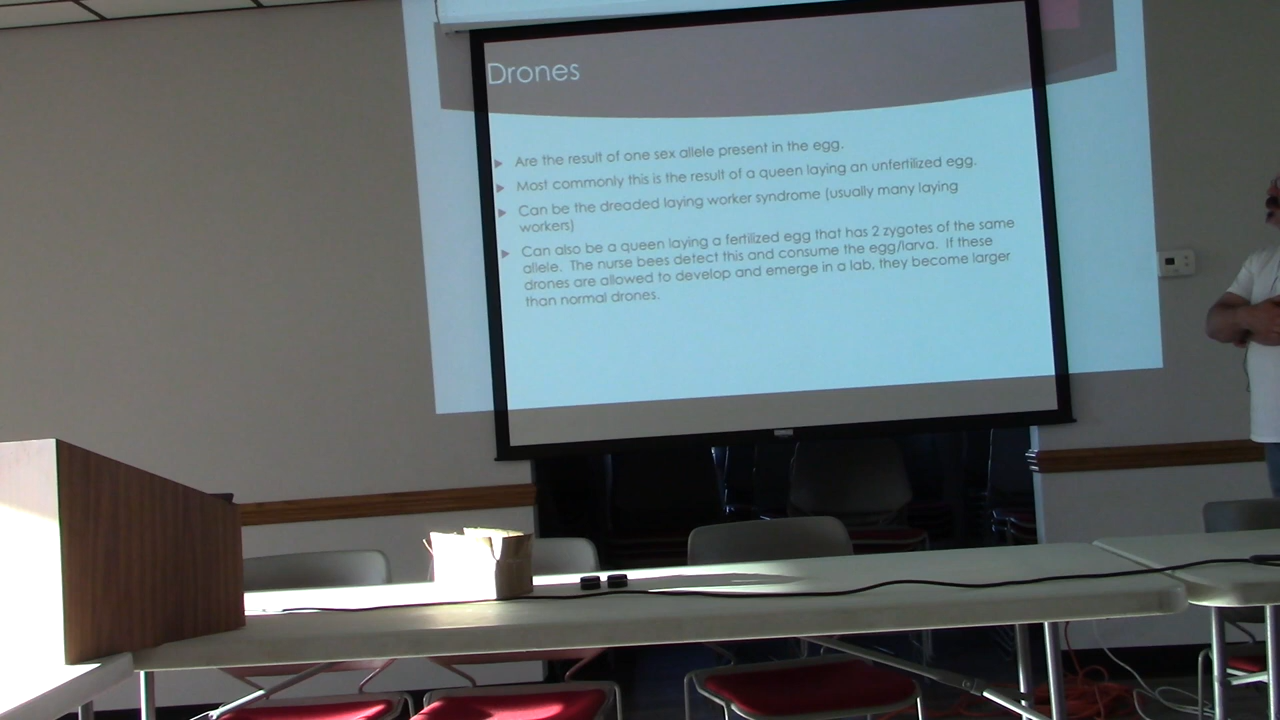 Drones
Are the result of one sex allele present in the egg.
Most commonly this is the result of a queen laying an unfertilized egg.
Can be the dreaded laying worker syndrome (usually many laying
workers)
Can also be a queen laying a fertilized egg that has 2 zygotes of the same
allele. The nurse bees detect this and consume the egg/larva. If these
drones are allowed to develop and emerge in a lab, they become larger
than normal drones.